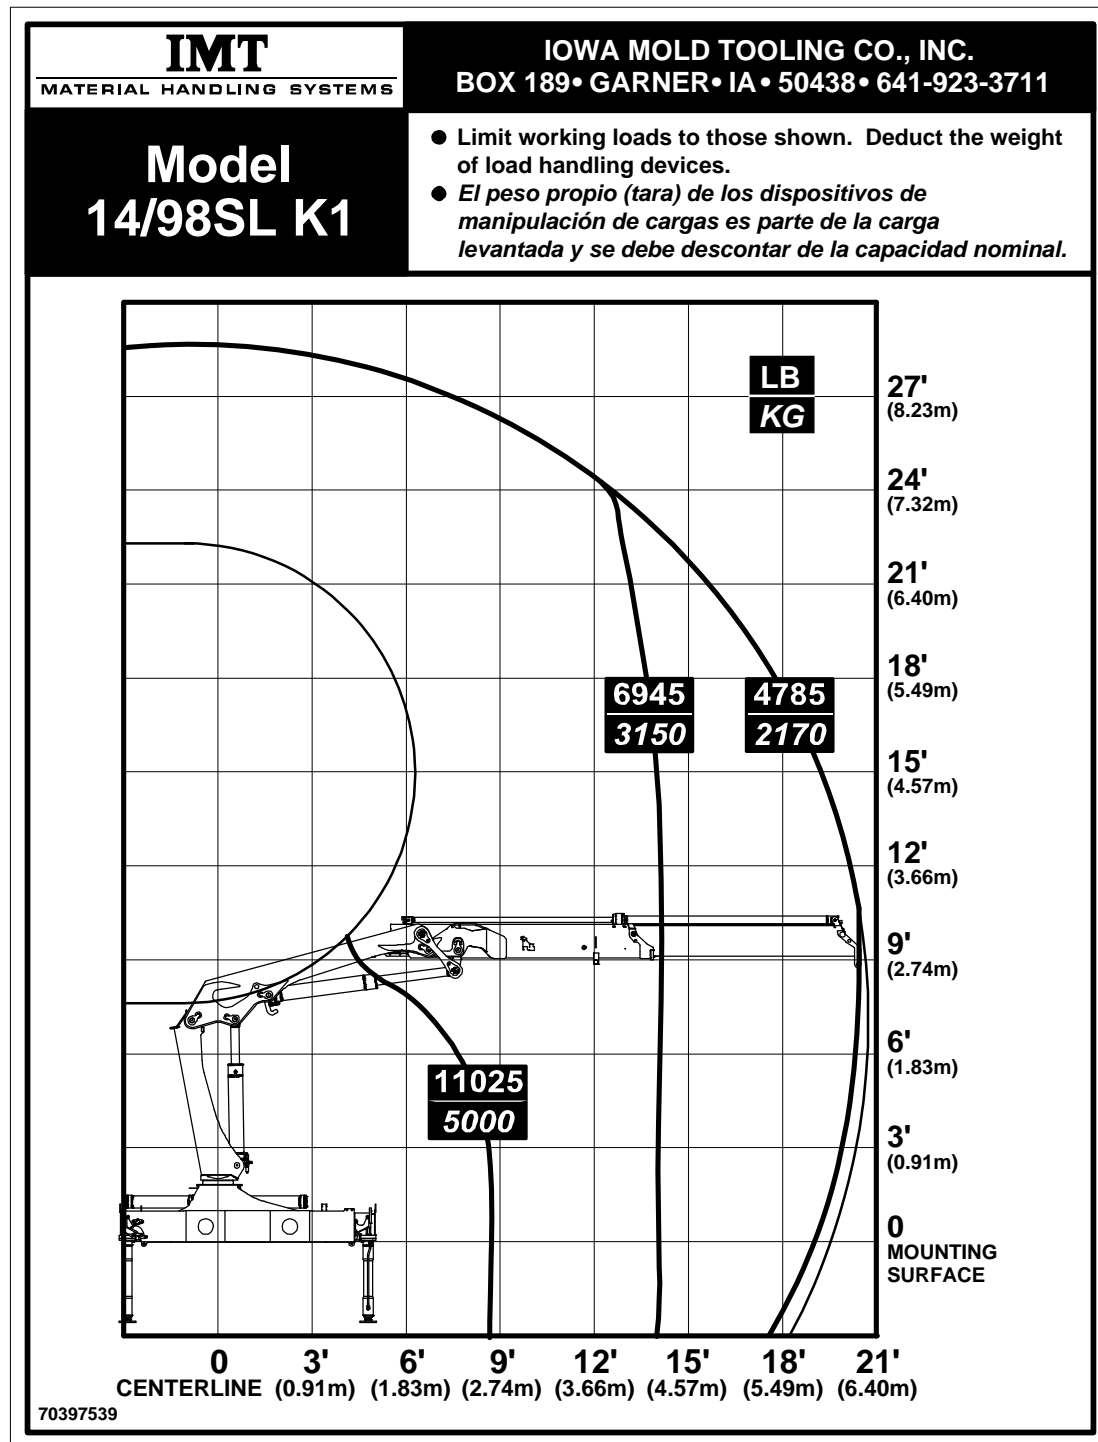 IMT
MATERIAL HANDLING SYSTEMS
IOWA MOLD TOOLING CO., INC.
BOX 189• GARNER• IA• 50438• 641-923-3711
Model
14/98SL K1
● Limit working loads to those shown. Deduct the weight
of load handling devices.
● El peso propio (tara) de los dispositivos de
manipulación de cargas es parte de la carga
levantada y se debe descontar de la capacidad nominal.
LB
KG
27'
(8.23m)
24'
(7.32m)
21'
(6.40m)
18'
(5.49m)
6945
3150
4785
2170
15'
(4.57m)
12'
(3.66m)
9'
(2.74m)
6'
(1.83m)
11025
5000
3'
(0.91m)
0
MOUNTING
SURFACE
0 3' 6' 9' 12' 15' 18' 21'
CENTERLINE (0.91m) (1.83m) (2.74m) (3.66m) (4.57m) (5.49m) (6.40m)
70397539